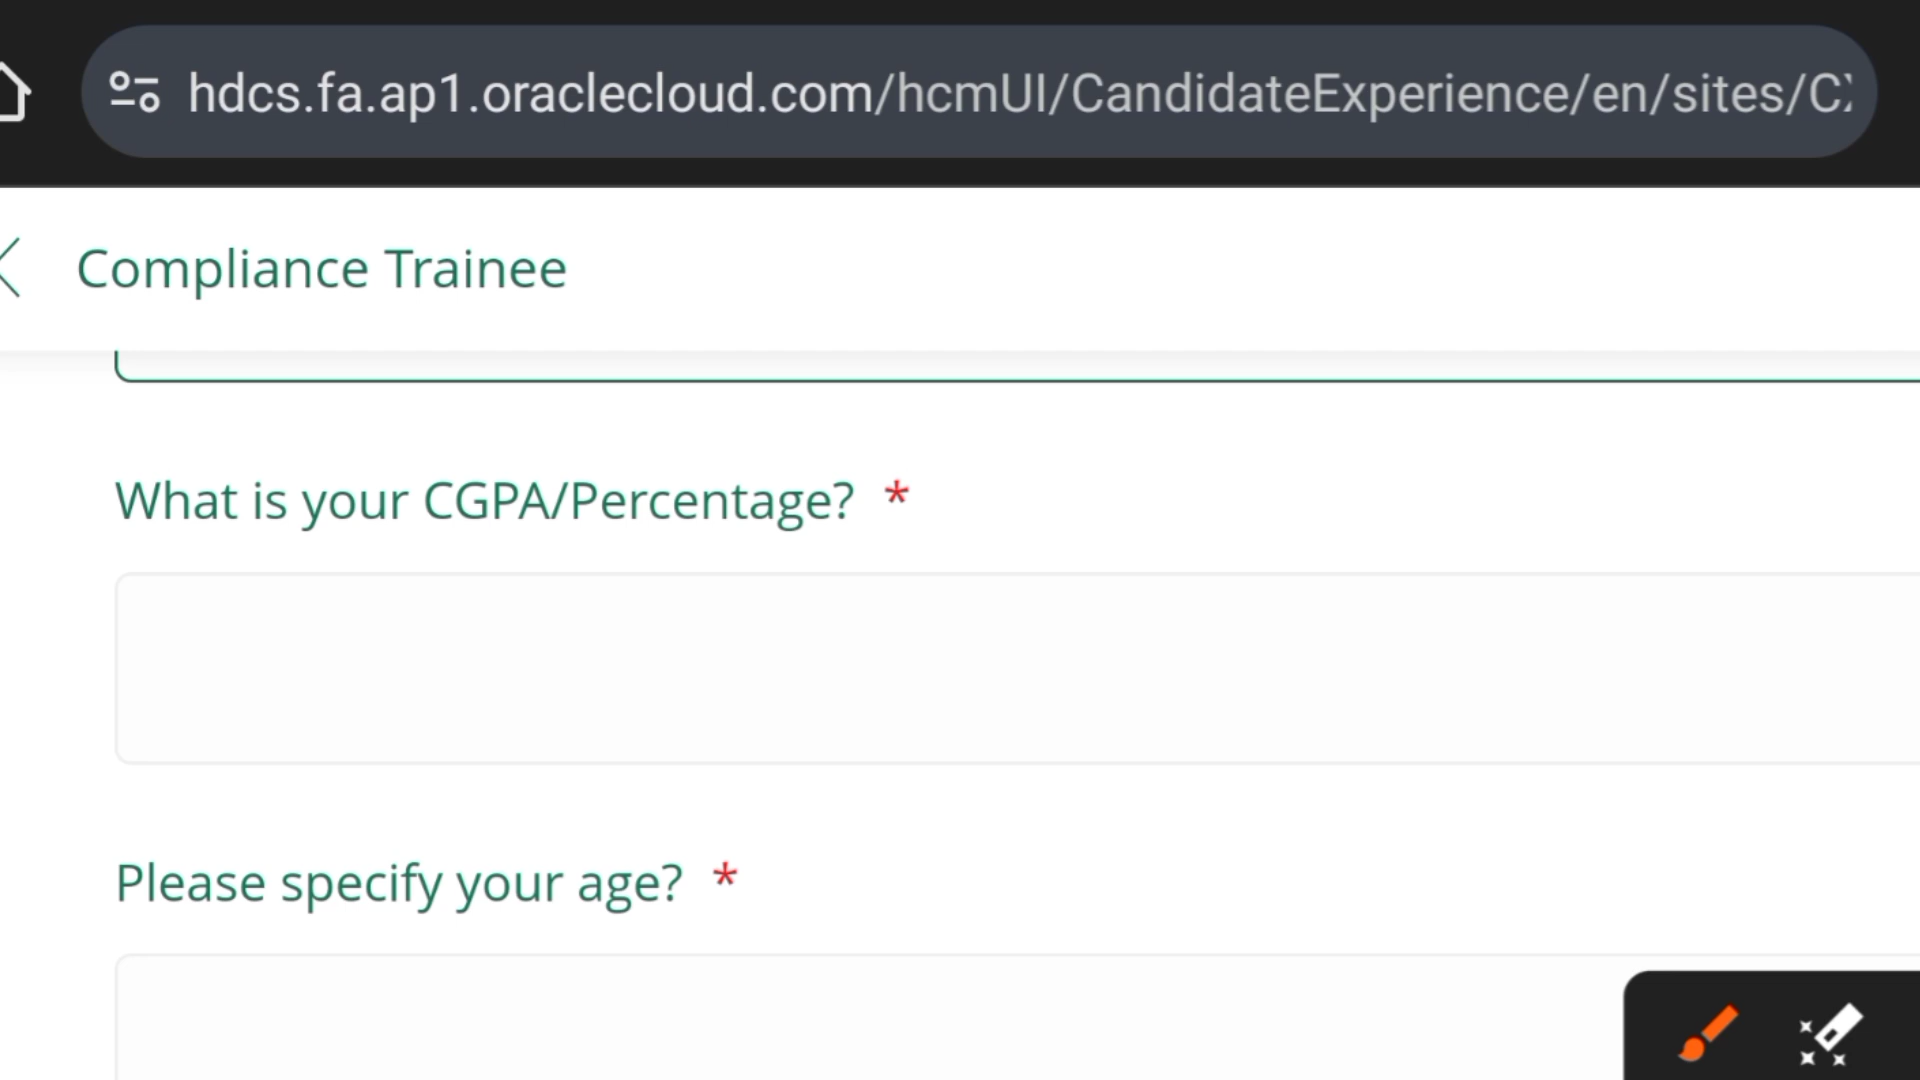 hdcs.fa.ap1.oraclecloud.com/hcmUI/CandidateExperience/en/sites/C
Compliance Trainee
What is your CGPA/Percentage? *
Please specify your age? *